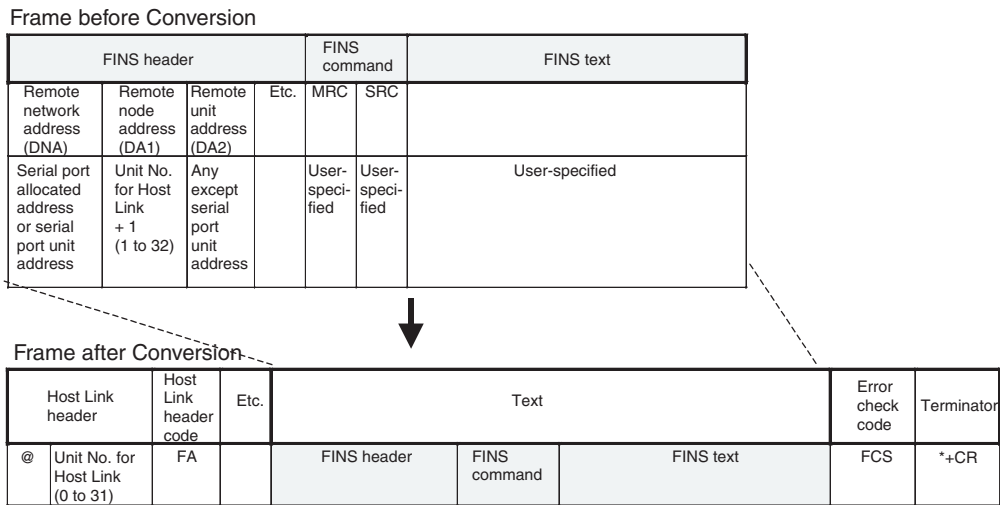 Frame before Conversion
FINS header
FINS
command
FINS text
Remote
network
address
(DNA)
Remote
node
address
(DA1)
Remote
unit
address
(DA2)
Etc.
MRC
SRC
Serial port
allocated
address
or serial
port unit
address
Unit No.
for Host
Link
+ 1
(1 to 32)
Any
except
serial
port
unit
address
User-
speci-
fied
User-
speci-
fied
User-specified
Frame after Conversion
Host Link
header
Host
Link
header
code
Etc.
Text
Error
check
code
Terminator
@
Unit No. for
Host Link
(0 to 31)
FA
FINS header
FINS
command
FINS text
FCS
*+CR